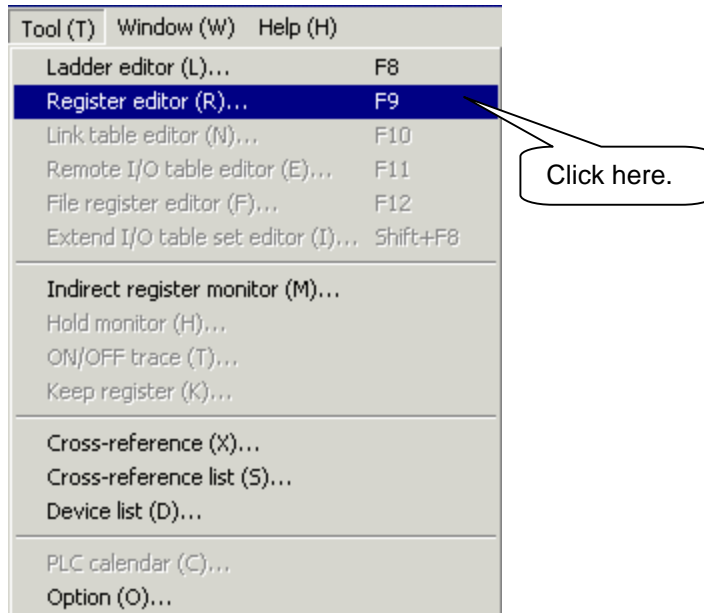 Tool (T) Window (W) Help (H)
Ladder editor (L)... F8
Register editor (R)... F9
Link table editor (N)... F10
Remote I/O table editor (E)... F11
File register editor (F)... F12
Extend I/O table set editor (I)... Shift+F8
Click here.
Indirect register monitor (M)...
Hold monitor (H)...
ON/OFF trace (T)...
Keep register (K)...
Cross-reference (X)...
Cross-reference list (S)...
Device list (D)...
PLC calendar (C)...
Option (O)...